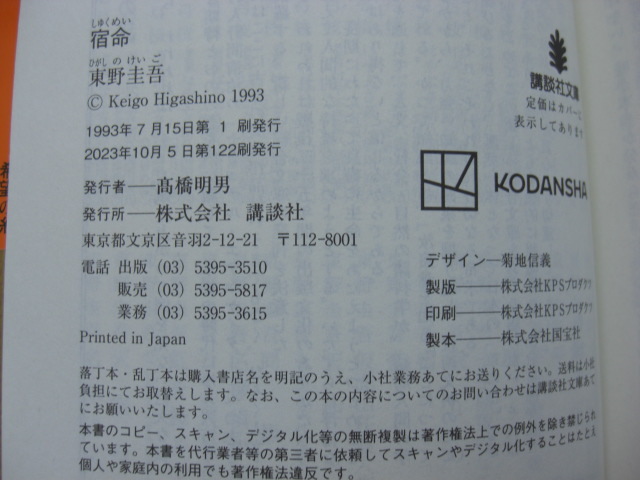 しゅくめい
宿命
ひがしの けいご
東野圭吾
© Keigo Higashino 1993
1993年7月15日第1刷発行
2023年10月5日第122刷発行
発行者——髙橋明男
発行所——株式会社 講談社
東京都文京区音羽2-12-21 〒112-8001
電話 出版 (03) 5395-3510
販売 (03) 5395-5817
業務 (03) 5395-3615
Printed in Japan
講談社文庫
定価はカバーに
表示してあります
KODANSHA
デザイン—菊地信義
製版———株式会社KPSプロダクツ
印刷———株式会社KPSプロダクツ
製本———株式会社国宝社
落丁本・乱丁本は購入書店名を明記のうえ、小社業務あてにお送りください。送料は小社
負担にてお取替えします。なお、この本の内容についてのお問い合わせは講談社文庫あて
にお願いいたします。
本書のコピー、スキャン、デジタル化等の無断複製は著作権法上での例外を除き禁じられ
ています。本書を代行業者等の第三者に依頼してスキャンやデジタル化することはたとえ
個人や家庭内の利用でも著作権法違反です。